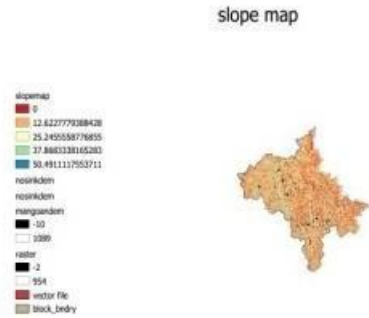 slope map
slopemap
0
12.6227779388428
25.2455558776855
37.8683338165283
50.4911117553711
nosinkdem
nosinkdem
mangoandem
-10
1089
raster
-2
954
vector file
block_bndry